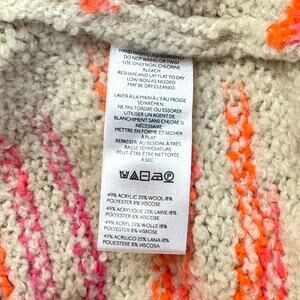 HAND WASH COLD SEPARATELY
DO NOT WRING OR TWIST
USE ONLY NON-CHLORINE
BLEACH
RESHAPE AND LAY FLAT TO DRY
LOW IRON AS NEEDED
MAY BE DRY CLEANED
LAVER À LA MAIN À L'EAU FROIDE
SÉPARÉMEN
NE PAS TORDRE OU ESSORER
UTILISER UN AGENT DE
BLANCHIMENT SANS CHLORE SI
NÉCESSAIRE
METTRE EN FORME ET SÉCHER
À PLAT
REPASSER, AU BESOIN, À TRÈS
BASSE TEMPÉRATURE
PEUT ÊTRE NETTOYÉ
À SEC
49% ACRYLIC 25% WOOL 18%
POLYESTER 8% VISCOSE
49% ACRYLIQUE 25% LAINE 18%
POLYESTER 8% VISCOSE
49% ACRYL 25% WOLLE 18%
POLYESTER 8% VISKOSE
49% ACRILICO 25% LANA 18%
POLIESTERE 8% VISCOSA